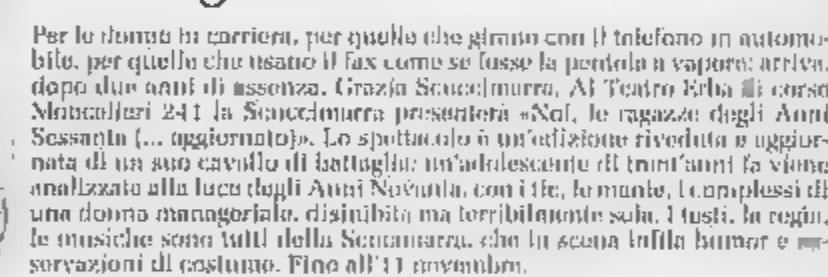 Per le donne in carriera, per quelle che girano con il telefono in automo-
bile, per quelle che usano il fax come se fosse la pentola a vapore: arriva,
dopo due anni di assenza, Grazia Scuccimarra. Al Teatro Erba di corso
Moncalieri 241 la Scuccimarra presenterà «Noi, le ragazze degli Anni
Sessanta (... aggiornato)». Lo spettacolo è un'edizione riveduta e aggior-
nata di un suo cavallo di battaglia: un'adolescente di trent'anni fa viene
analizzata alla luce degli Anni Novanta, con i tic, le manie, i complessi di
una donna manageriale, disinibita ma terribilmente sola. I testi, la regia,
le musiche sono tutti della Scuccimarra, che in scena infila humor e os-
servazioni di costume. Fino all'11 novembre.